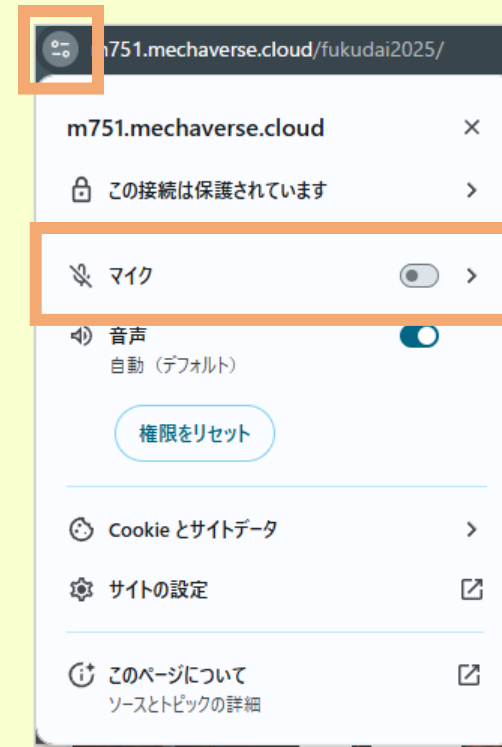 m751.mechaverse.cloud/fukudai2025/
m751.mechaverse.cloud
この接続は保護されています
マイク
音声
自動（デフォルト）
権限をリセット
Cookie とサイトデータ
サイトの設定
このページについて
ソースとトピックの詳細